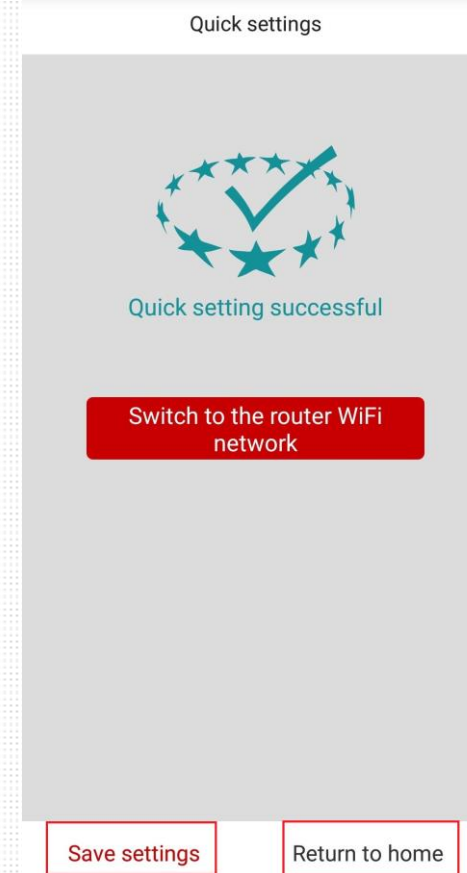 Quick settings
Quick setting successful
Switch to the router WiFi
network
Save settings
Return to home